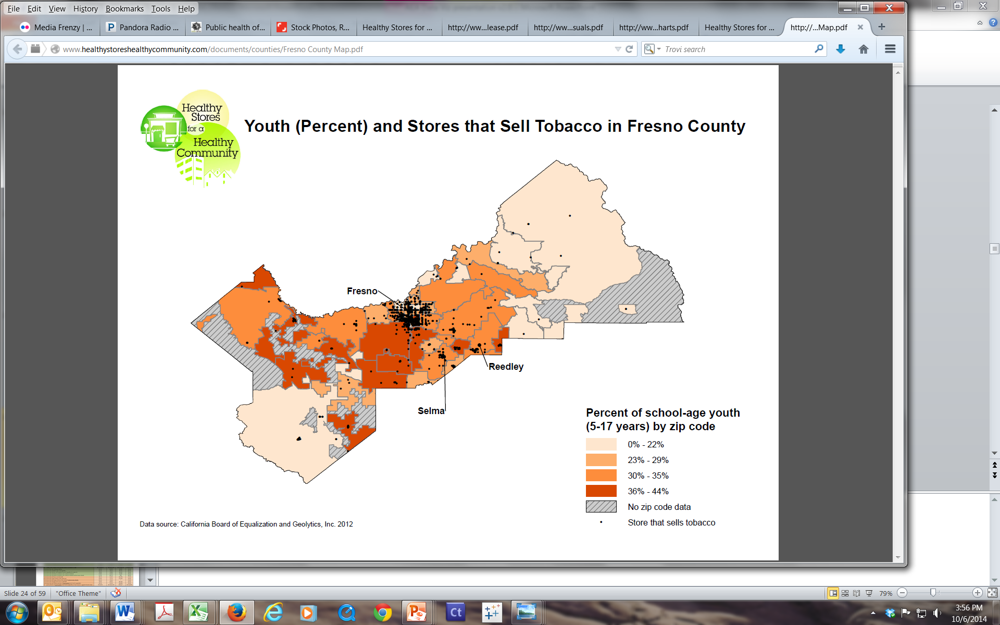 File Edit View History Bookmarks Tools Help
Media Frenzy | ... Pandora Radio ... Public health of... Stock Photos, R... Healthy Stores for ... http://ww...lease.pdf http://ww...suals.pdf http://ww...harts.pdf Healthy Stores for ... http://...Map.pdf
www.healthystoreshealthycommunity.com/documents/counties/Fresno County Map.pdf
Trovi search
Healthy
Stores
for a
Healthy
Community
Youth (Percent) and Stores that Sell Tobacco in Fresno County
Fresno
Reedley
Selma
Percent of school-age youth
(5-17 years) by zip code
0% - 22%
23% - 29%
30% - 35%
36% - 44%
No zip code data
Store that sells tobacco
Data source: California Board of Equalization and Geolytics, Inc. 2012
Slide 24 of 59 "Office Theme" 79%
Ct
3:56 PM
10/6/2014